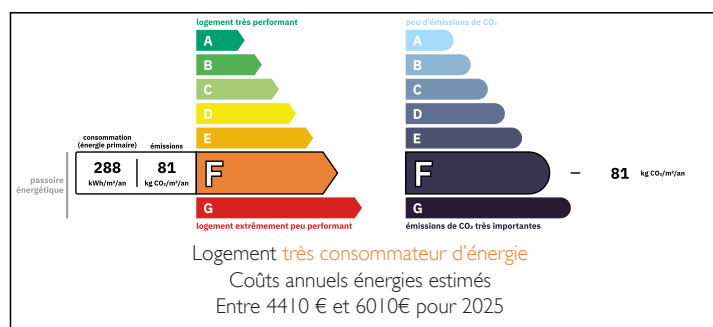 logement très performant
A
B
C
D
E
consommation
(énergie primaire)
émissions
288
kWh/m²/an
81
kg CO₂/m²/an
passoire
énergétique
F
G
logement extrêmement peu performant
peu d'émissions de CO₂
A
B
C
D
E
F
81 kg CO₂/m²/an
G
émissions de CO₂ très importantes
Logement très consommateur d'énergie
Coûts annuels énergies estimés
Entre 4410 € et 6010€ pour 2025